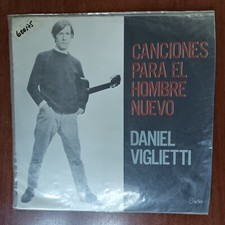 CANCIONES
PARA EL
HOMBRE
NUEVO
DANIEL
VIGLIETTI